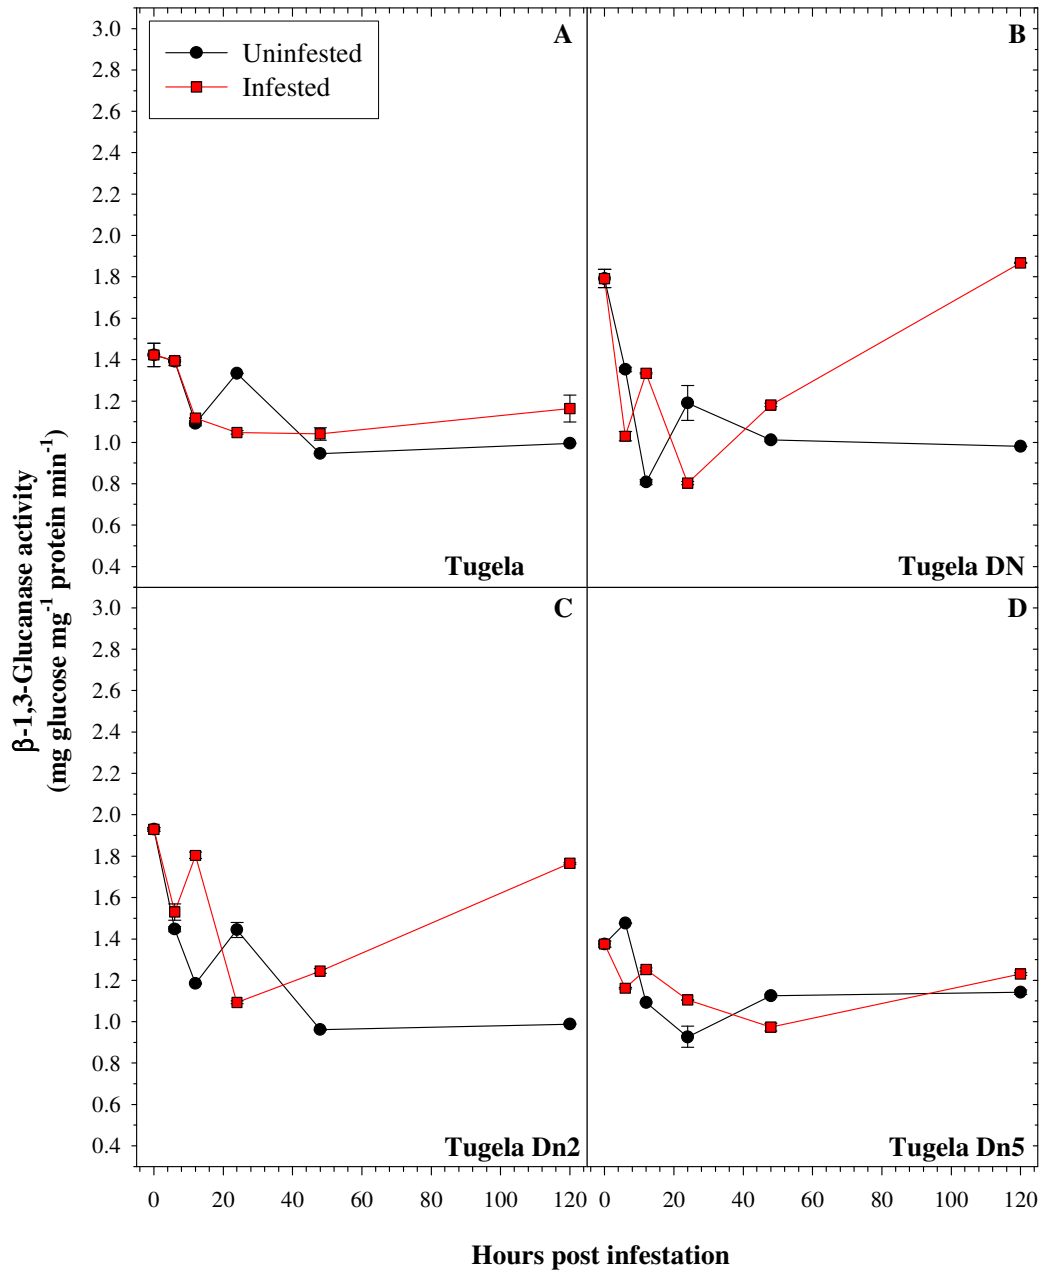 A
B
Uninfested
Infested
3.0
2.8
2.6
2.4
2.2
2.0
1.8
1.6
1.4
1.2
1.0
0.8
0.6
0.4
Tugela
Tugela DN
β-1,3-Glucanase activity
(mg glucose mg⁻¹ protein min⁻¹)
C
D
3.0
2.8
2.6
2.4
2.2
2.0
1.8
1.6
1.4
1.2
1.0
0.8
0.6
0.4
Tugela Dn2
Tugela Dn5
0 20 40 60 80 100 120 0 20 40 60 80 100 120
Hours post infestation